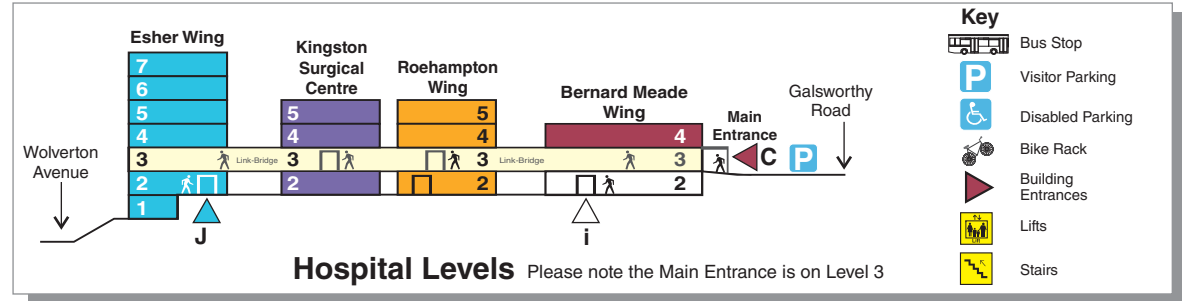 Esher Wing
7
6
5
4
3
2
1
Wolverton
Avenue
J
Link-Bridge
Kingston
Surgical
Centre
5
4
3
2
Roehampton
Wing
5
4
3
2
Link-Bridge
Bernard Meade
Wing
4
3
2
i
Main
Entrance
C
P
Galsworthy
Road
Hospital Levels Please note the Main Entrance is on Level 3
Key
Bus Stop
P Visitor Parking
Disabled Parking
Bike Rack
Building
Entrances
Lift
Lifts
Stairs